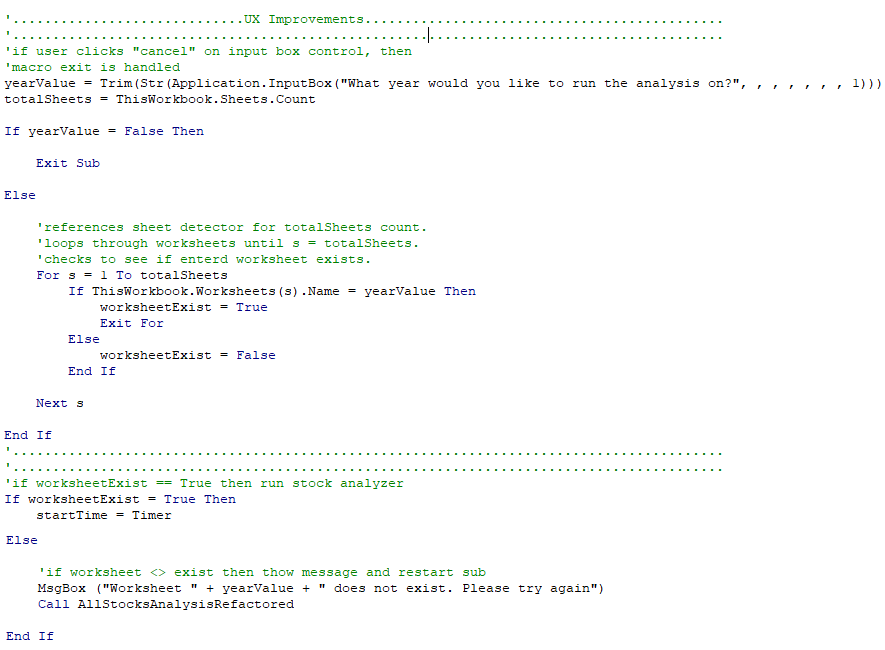 '.............................UX Improvements.............................................
'.........................................................................................
'if user clicks "cancel" on input box control, then
'macro exit is handled
yearValue = Trim(Str(Application.InputBox("What year would you like to run the analysis on?", , , , , , , 1)))
totalSheets = ThisWorkbook.Sheets.Count
If yearValue = False Then
Exit Sub
Else
'references sheet detector for totalSheets count.
'loops through worksheets until s = totalSheets.
'checks to see if enterd worksheet exists.
For s = 1 To totalSheets
If ThisWorkbook.Worksheets(s).Name = yearValue Then
worksheetExist = True
Exit For
Else
worksheetExist = False
End If
Next s
End If
'.........................................................................................
'.........................................................................................
'if worksheetExist == True then run stock analyzer
If worksheetExist = True Then
startTime = Timer
Else
'if worksheet <> exist then thow message and restart sub
MsgBox ("Worksheet " + yearValue + " does not exist. Please try again")
Call AllStocksAnalysisRefactored
End If